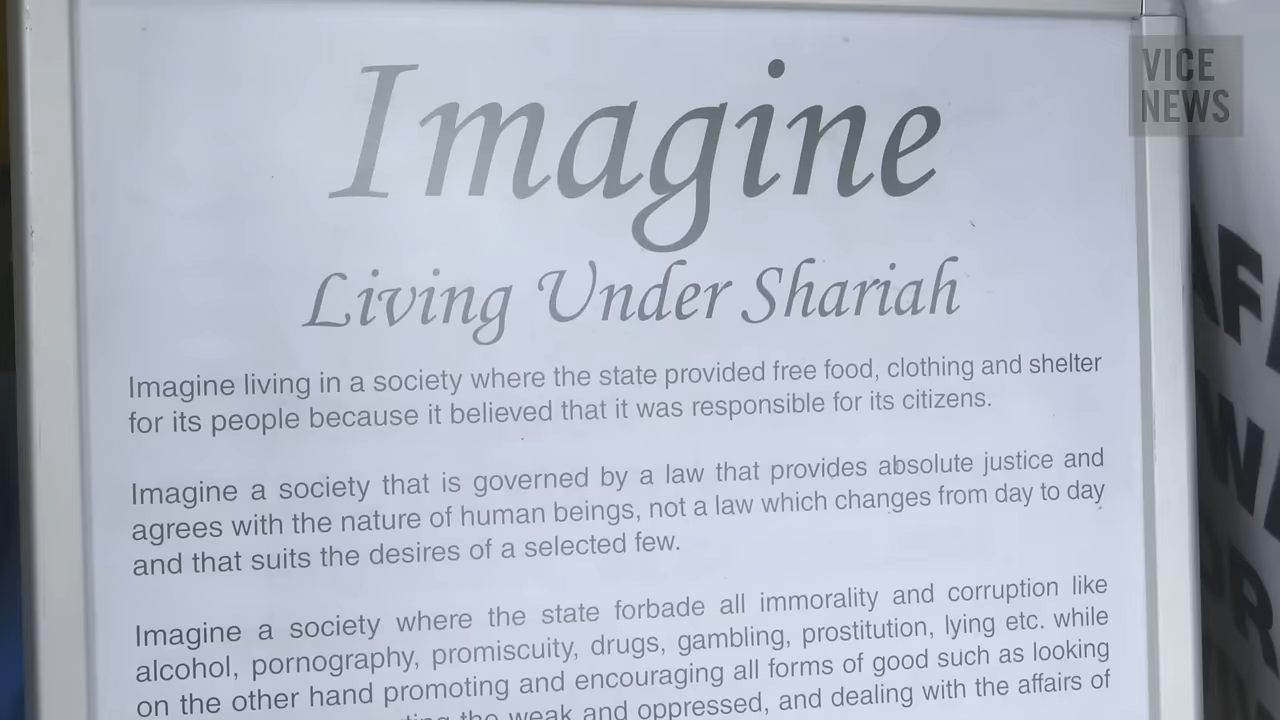 Imagine
Living Under Shariah
Imagine living in a society where the state provided free food, clothing and shelter
for its people because it believed that it was responsible for its citizens.
Imagine a society that is governed by a law that provides absolute justice and
agrees with the nature of human beings, not a law which changes from day to day
and that suits the desires of a selected few.
Imagine a society where the state forbade all immorality and corruption like
alcohol, pornography, promiscuity, drugs, gambling, prostitution, lying etc. while
on the other hand promoting and encouraging all forms of good such as looking
the weak and oppressed, and dealing with the affairs of
VICE
NEWS